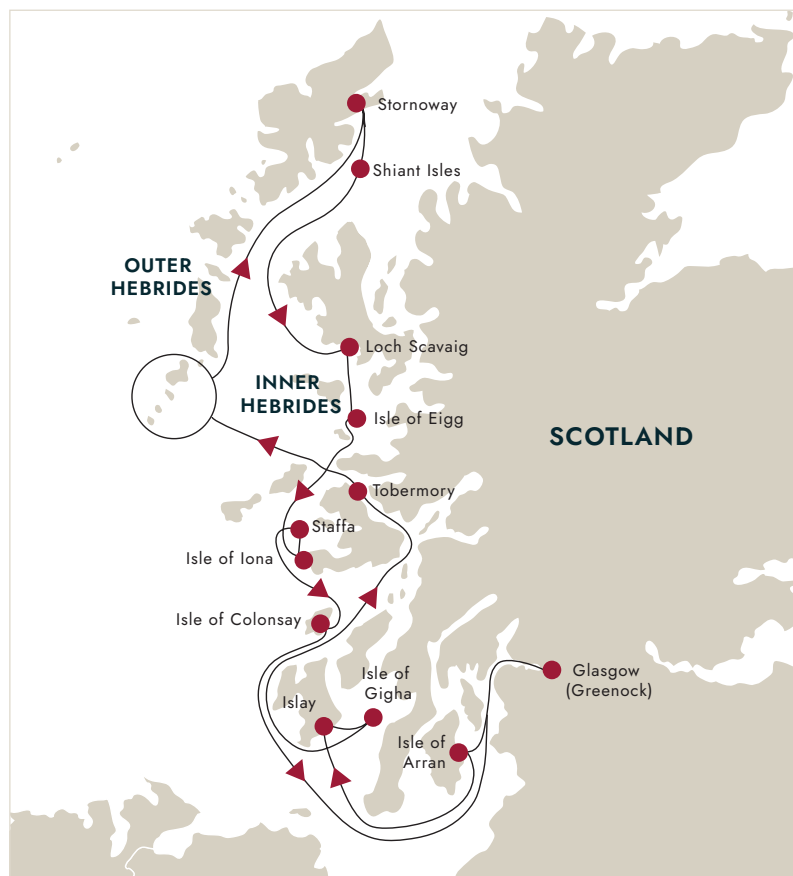 Stornoway
Shiant Isles
OUTER
HEBRIDES
Loch Scavaig
INNER
HEBRIDES
Isle of Eigg
SCOTLAND
Tobermory
Staffa
Isle of Iona
Isle of Colonsay
Isle of
Gigha
Glasgow
(Greenock)
Islay
Isle of
Arran